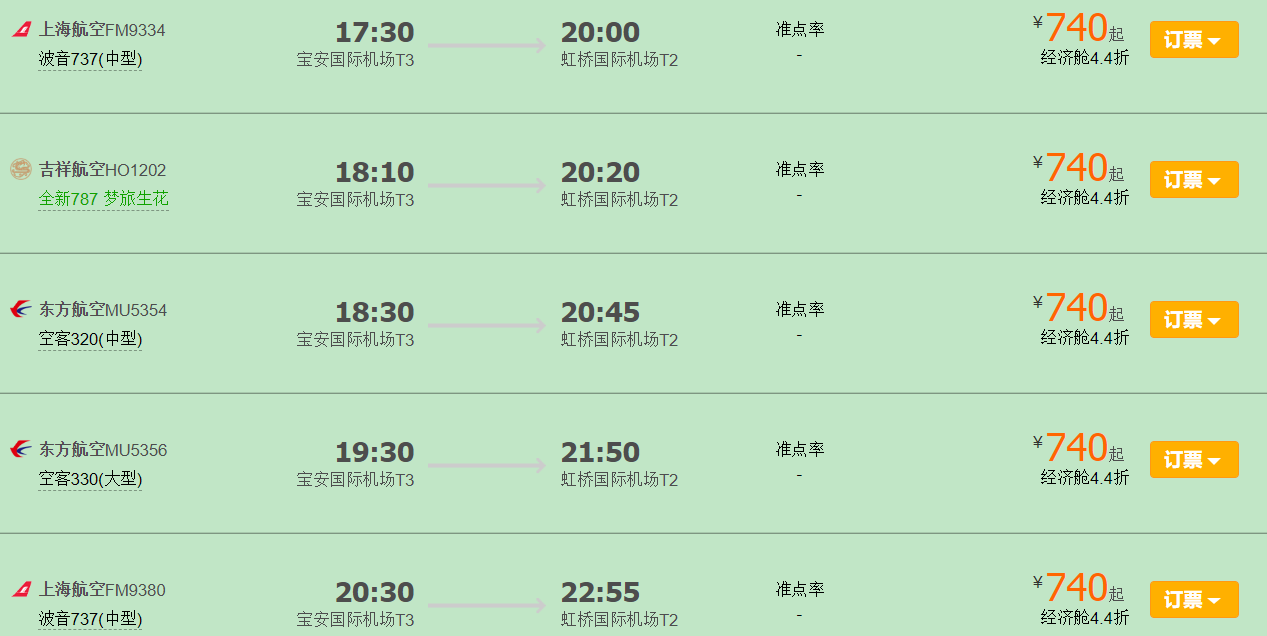 上海航空FM9334 17:30 20:00 准点率 ¥740起 订票
波音737(中型) 宝安国际机场T3 虹桥国际机场T2 - 经济舱4.4折
吉祥航空HO1202 18:10 20:20 准点率 ¥740起 订票
全新787 梦旅生花 宝安国际机场T3 虹桥国际机场T2 - 经济舱4.4折
东方航空MU5354 18:30 20:45 准点率 ¥740起 订票
空客320(中型) 宝安国际机场T3 虹桥国际机场T2 - 经济舱4.4折
东方航空MU5356 19:30 21:50 准点率 ¥740起 订票
空客330(大型) 宝安国际机场T3 虹桥国际机场T2 - 经济舱4.4折
上海航空FM9380 20:30 22:55 准点率 ¥740起 订票
波音737(中型) 宝安国际机场T3 虹桥国际机场T2 - 经济舱4.4折